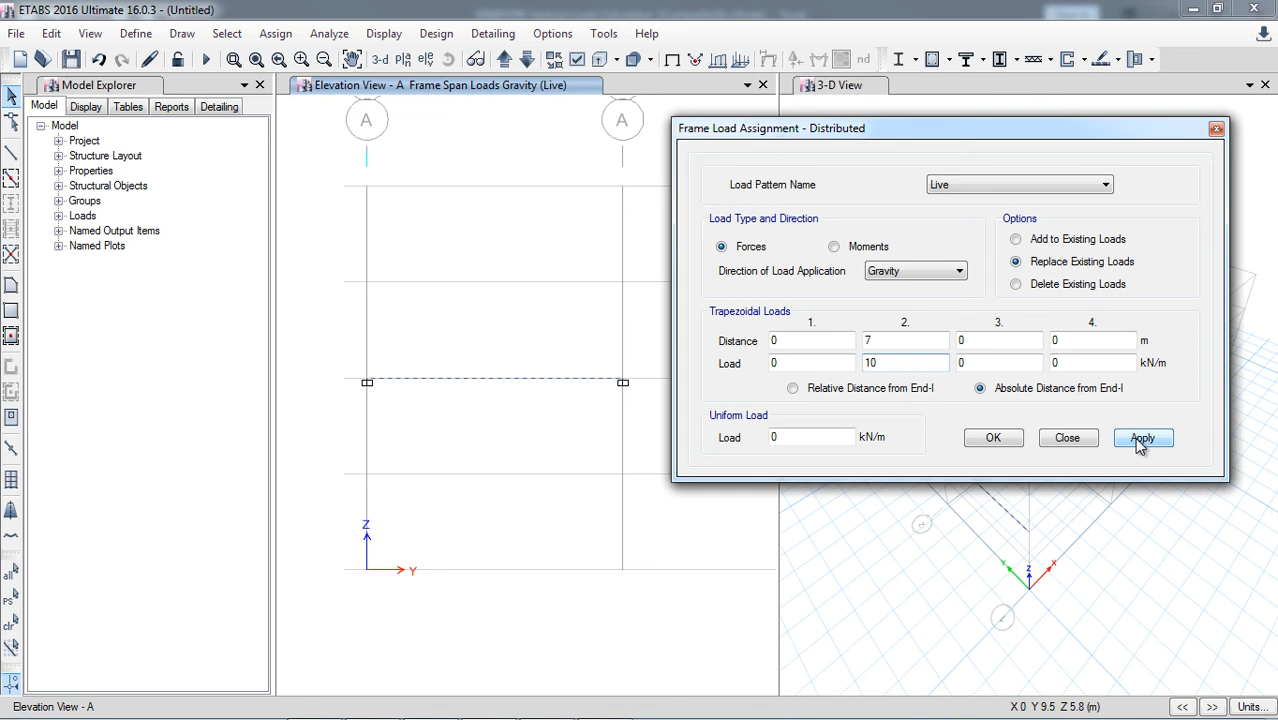 ETABS 2016 Ultimate 16.0.3 - (Untitled)
File Edit View Define Draw Select Assign Analyze Display Design Detailing Options Tools Help
3-d nd
Model Explorer
Elevation View - A Frame Span Loads Gravity (Live)
3-D View
Model Display Tables Reports Detailing
Model
Project
Structure Layout
Properties
Structural Objects
Groups
Loads
Named Output Items
Named Plots
all
PS
clr
A A
Z
Y
Frame Load Assignment - Distributed
Load Pattern Name Live
Load Type and Direction
Forces Moments
Direction of Load Application Gravity
Options
Add to Existing Loads
Replace Existing Loads
Delete Existing Loads
Trapezoidal Loads
1. 2. 3. 4.
Distance 0 7 0 0 m
Load 0 10 0 0 kN/m
Relative Distance from End-I Absolute Distance from End-I
Uniform Load
Load 0 kN/m
OK Close Apply
Y Z X
Elevation View - A
X 0 Y 9.5 Z 5.8 (m)
<< >> Units...